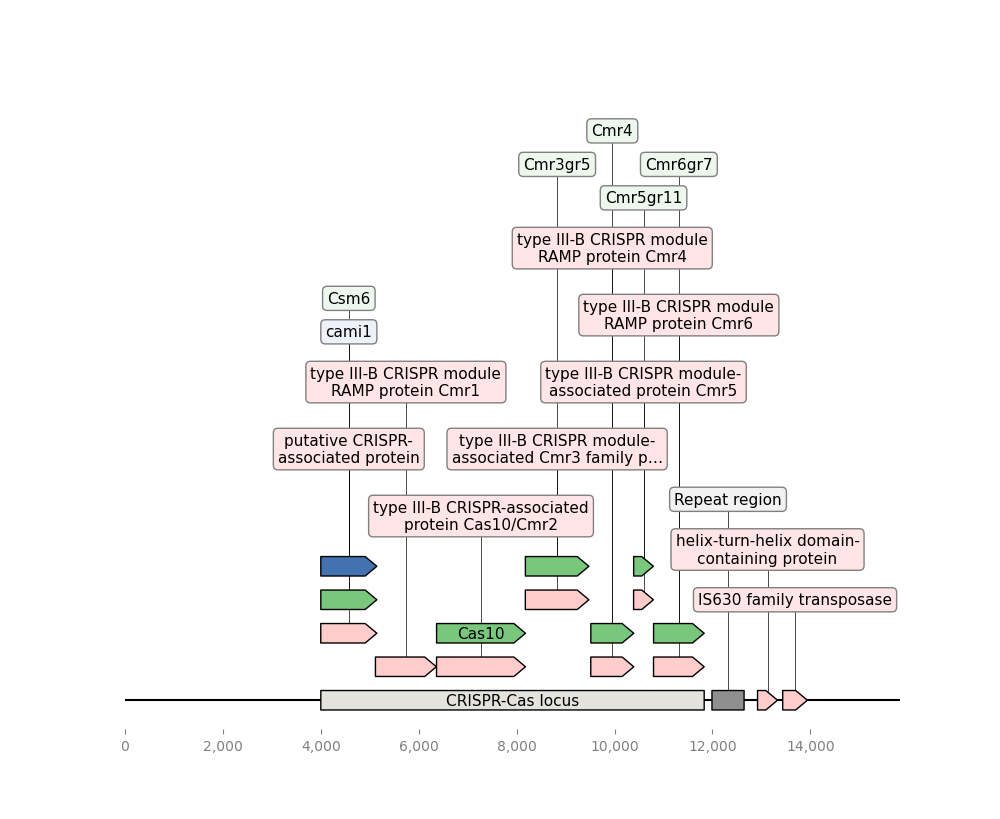 Cmr4
Cmr3gr5
Cmr6gr7
Cmr5gr11
type III-B CRISPR module
RAMP protein Cmr4
Csm6
type III-B CRISPR module
RAMP protein Cmr6
cami1
type III-B CRISPR module
RAMP protein Cmr1
type III-B CRISPR module-
associated protein Cmr5
putative CRISPR-
associated protein
type III-B CRISPR module-
associated Cmr3 family p...
Repeat region
type III-B CRISPR-associated
protein Cas10/Cmr2
helix-turn-helix domain-
containing protein
IS630 family transposase
Cas10
CRISPR-Cas locus
0 2,000 4,000 6,000 8,000 10,000 12,000 14,000